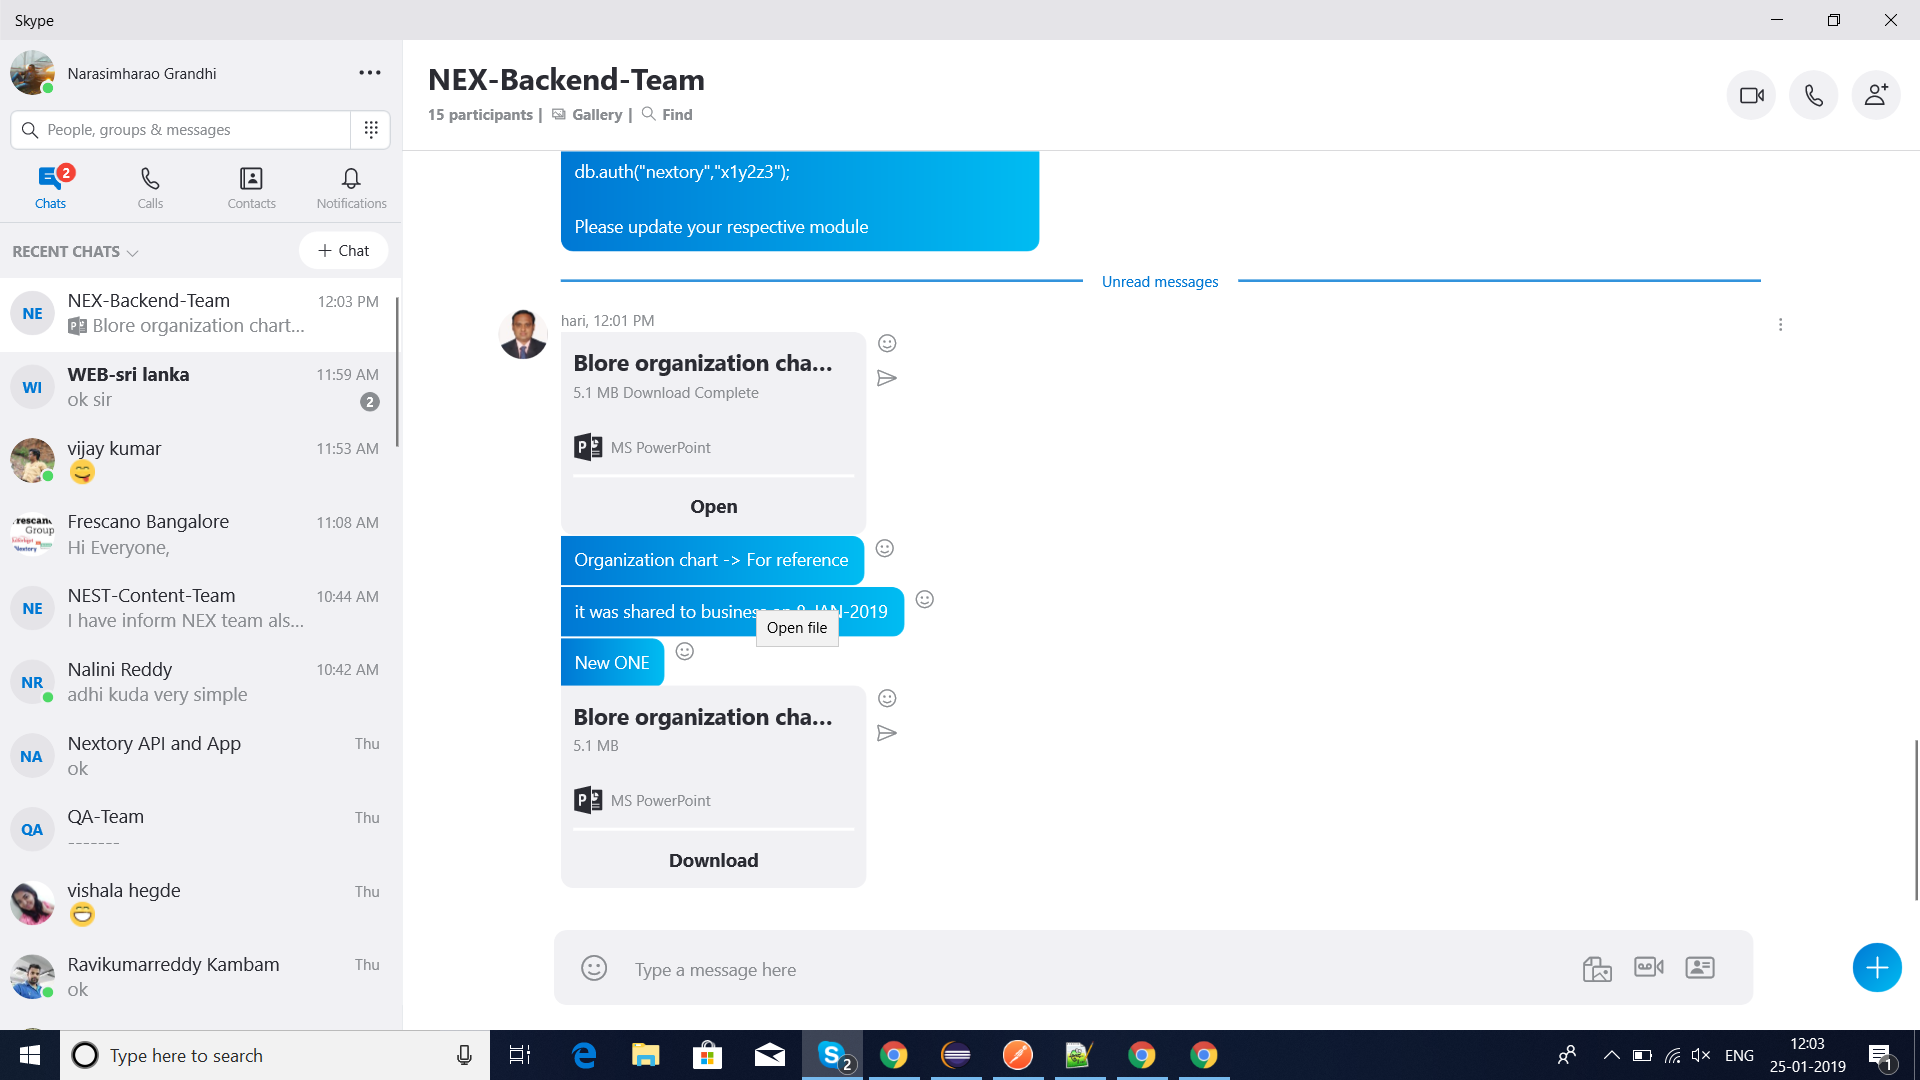 Skype
Narasimharao Grandhi
People, groups & messages
2
Chats
Calls
Contacts
Notifications
RECENT CHATS
Chat
NE
NEX-Backend-Team
12:03 PM
Blore organization chart...
WI
WEB-sri lanka
11:59 AM
ok sir
2
vijay kumar
11:53 AM
Frescano Bangalore
11:08 AM
Hi Everyone,
Group
Nextory
NE
NEST-Content-Team
10:44 AM
I have inform NEX team als...
NR
Nalini Reddy
10:42 AM
adhi kuda very simple
NA
Nextory API and App
Thu
ok
QA
QA-Team
Thu
-------
vishala hegde
Thu
Ravikumarreddy Kambam
Thu
ok
NEX-Backend-Team
15 participants | Gallery | Find
db.auth("nextory","x1y2z3");
Please update your respective module
Unread messages
hari, 12:01 PM
Blore organization cha...
5.1 MB Download Complete
MS PowerPoint
Open
Organization chart -> For reference
it was shared to business JAN-2019
Open file
New ONE
Blore organization cha...
5.1 MB
MS PowerPoint
Download
Type a message here
Type here to search
2
ENG
12:03
25-01-2019
1